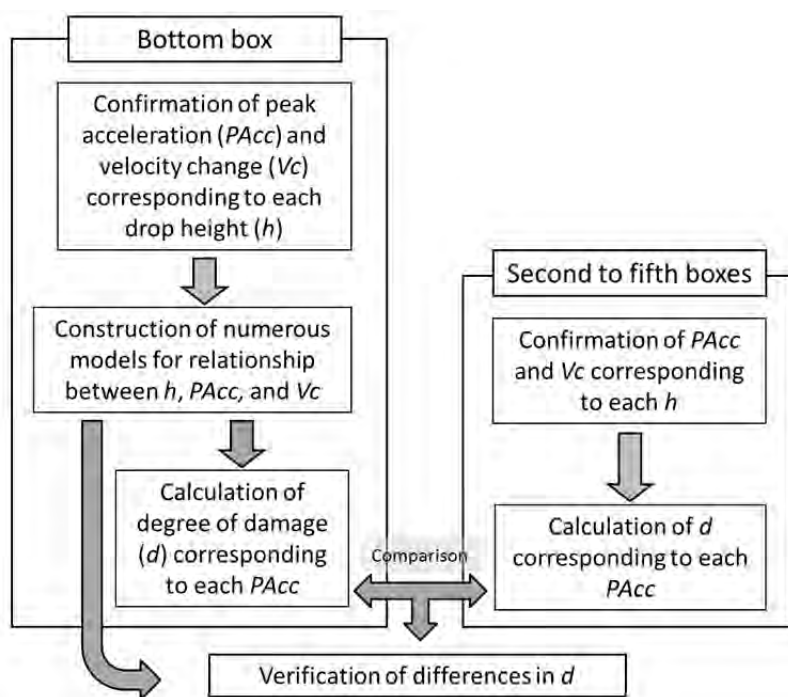 Bottom box
Confirmation of peak
acceleration (PAcc) and
velocity change (Vc)
corresponding to each
drop height (h)
Construction of numerous
models for relationship
between h, PAcc, and Vc
Calculation of
degree of damage
(d) corresponding
to each PAcc
Second to fifth boxes
Confirmation of PAcc
and Vc corresponding
to each h
Calculation of d
corresponding to each
PAcc
Comparison
Verification of differences in d